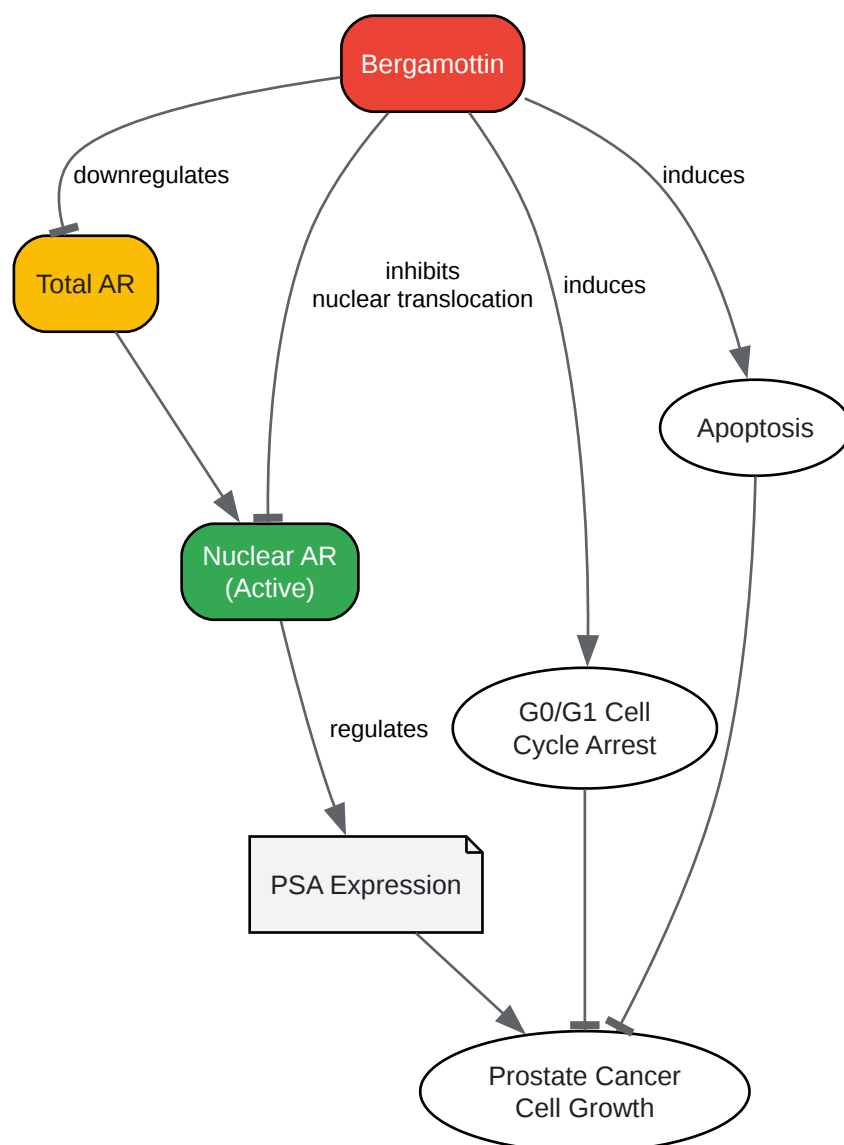 Bergamottin
downregulates
induces
Total AR
inhibits
nuclear translocation
induces
Apoptosis
Nuclear AR
(Active)
regulates
G0/G1 Cell
Cycle Arrest
PSA Expression
Prostate Cancer
Cell Growth